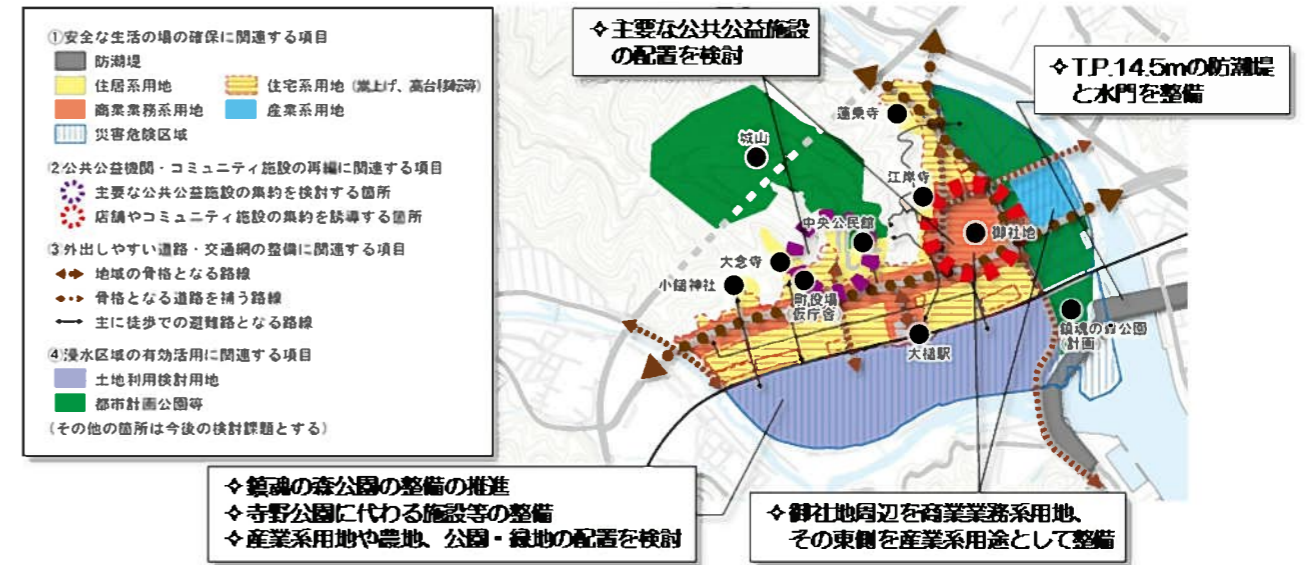 ①安全な生活の場の確保に関連する項目
防潮堤
住居系用地
住宅系用地（嵩上げ、高台移転等）
商業業務系用地
産業系用地
災害危険区域
②公共公益機関・コミュニティ施設の再編に関連する項目
主要な公共公益施設の集約を検討する箇所
店舗やコミュニティ施設の集約を誘導する箇所
③外出しやすい道路・交通網の整備に関連する項目
地域の骨格となる路線
骨格となる道路を補う路線
主に徒歩での避難路となる路線
④浸水区域の有効活用に関連する項目
土地利用検討用地
都市計画公園等
（その他の箇所は今後の検討課題とする）
✧主要な公共公益施設
の配置を検討
✧T.P.14.5mの防潮堤
と水門を整備
蓮乗寺
城山
江岸寺
中央公民館
御社地
大念寺
小鎚神社
町役場
仮庁舎
大槌駅
鎮魂の森公園
（計画）
✧鎮魂の森公園の整備の推進
✧寺野公園に代わる施設等の整備
✧産業系用地や農地、公園・緑地の配置を検討
✧御社地周辺を商業業務系用地、
その東側を産業系用途として整備